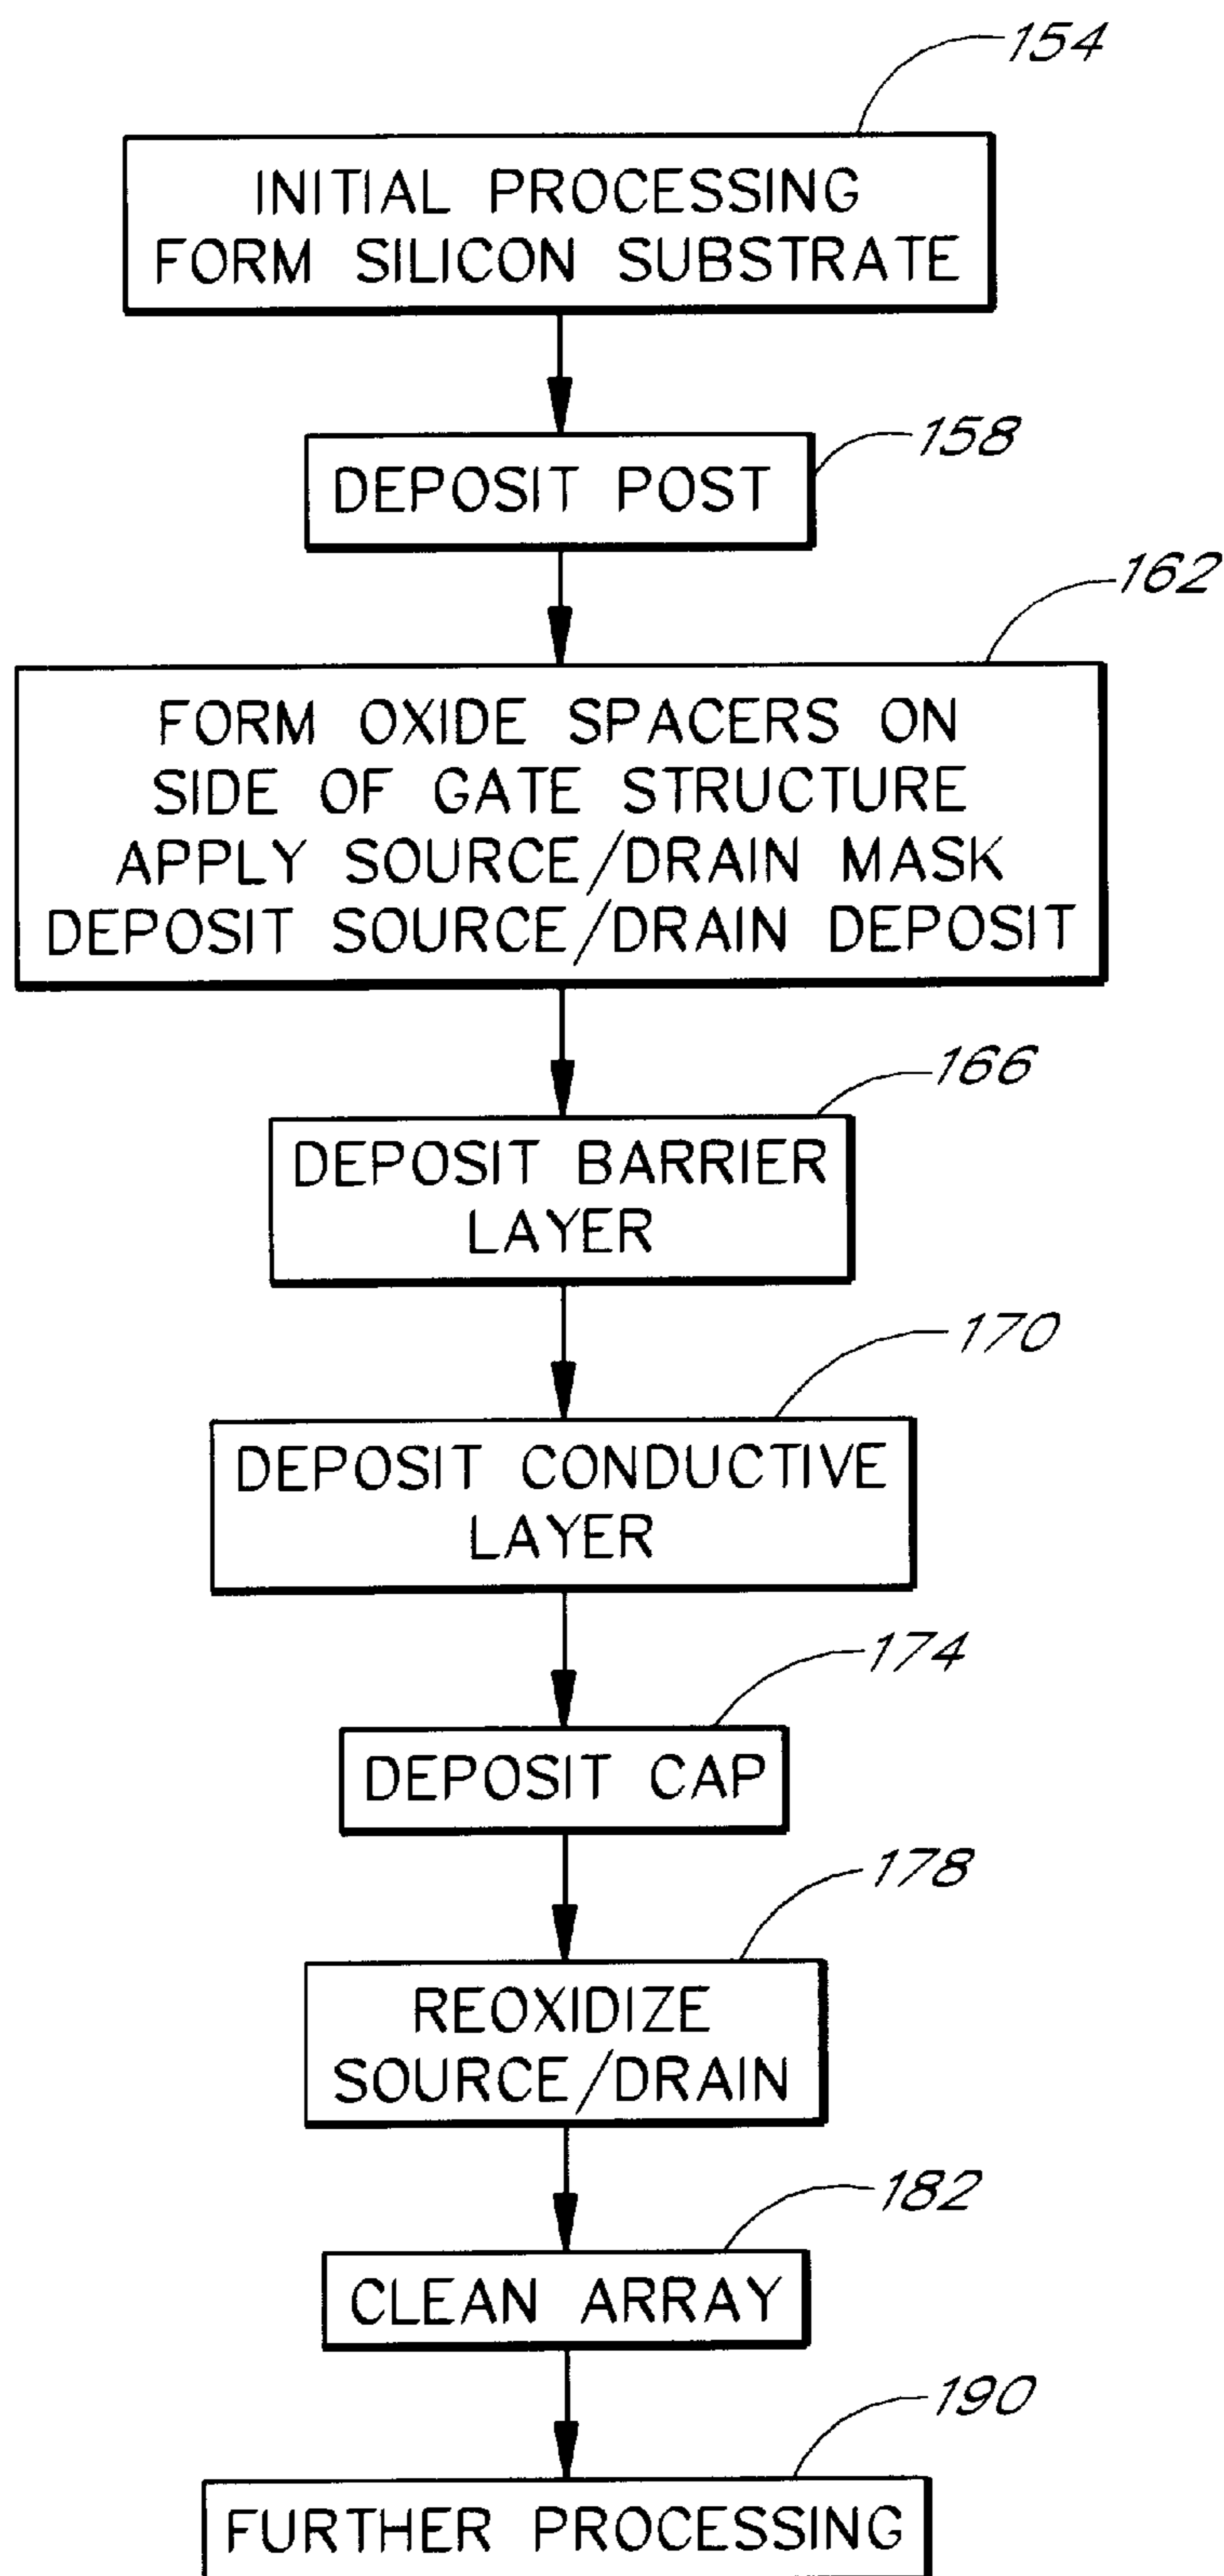 154
INITIAL PROCESSING
FORM SILICON SUBSTRATE
158
DEPOSIT POST
162
FORM OXIDE SPACERS ON
SIDE OF GATE STRUCTURE
APPLY SOURCE/DRAIN MASK
DEPOSIT SOURCE/DRAIN DEPOSIT
166
DEPOSIT BARRIER
LAYER
170
DEPOSIT CONDUCTIVE
LAYER
174
DEPOSIT CAP
178
REOXIDIZE
SOURCE/DRAIN
182
CLEAN ARRAY
190
FURTHER PROCESSING